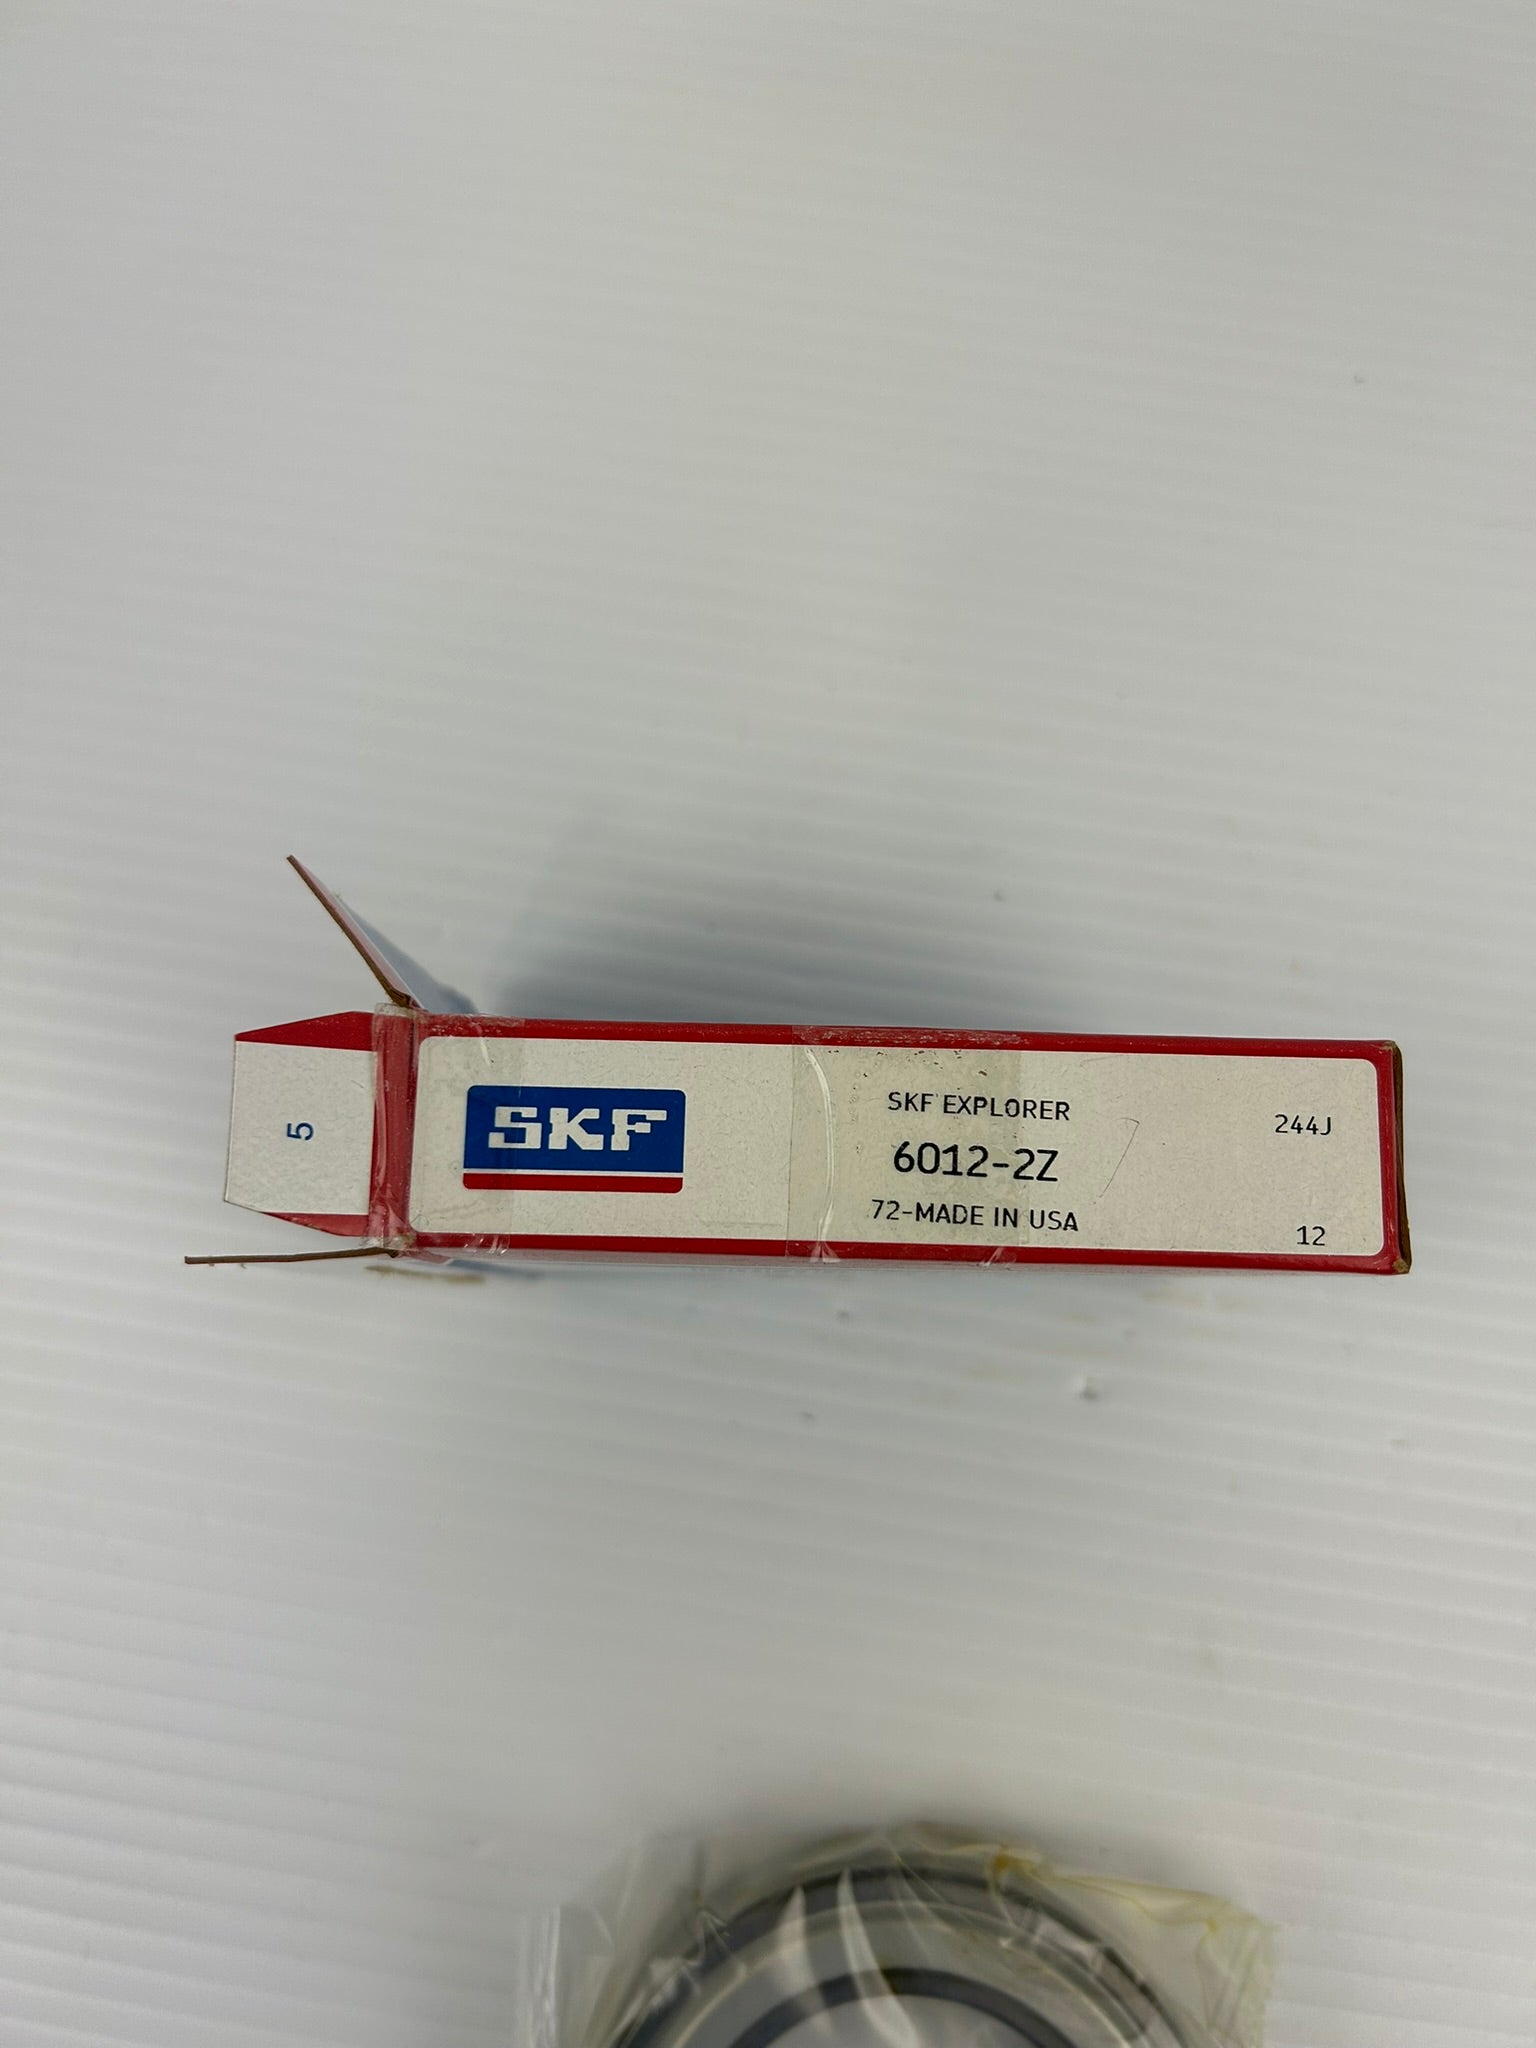 5
SKF
SKF EXPLORER
6012-2Z
72-MADE IN USA
244J
12